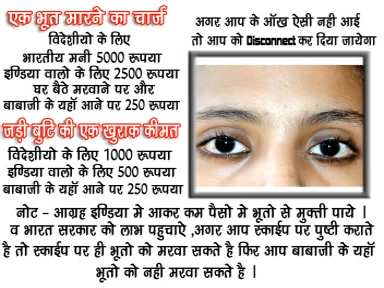 एक भूत मारने का चार्ज
विदेशीयो के लिए
भारतीय मनी 5000 रूपया
इण्डिया वालो के लिए 2500 रूपया
घर बैठे मरवाने पर और
बाबाजी के यहॉ आने पर 250 रूपया
जड़ी बुटि की एक खुराक कीमत
विदेशीयो के लिए 1000 रूपया
इण्डिया वालो के लिए 500 रूपया
बाबाजी के यहॉ आने पर 250 रूपया
अगर आप के ऑख ऐसी नही आई
तो आप को Disconnect कर दिया जायेगा
नोट - आग्रह इण्डिया मे आकर कम पैसो मे भूतो से मुक्ती पाये ।
व भारत सरकार को लाभ पहुचाऐ ,अगर आप स्काईप पर पुष्टी कराते
है तो स्काईप पर ही भूतो को मरवा सकते है फिर आप बाबाजी के यहॉ
भूतो को नही मरवा सकते है ।